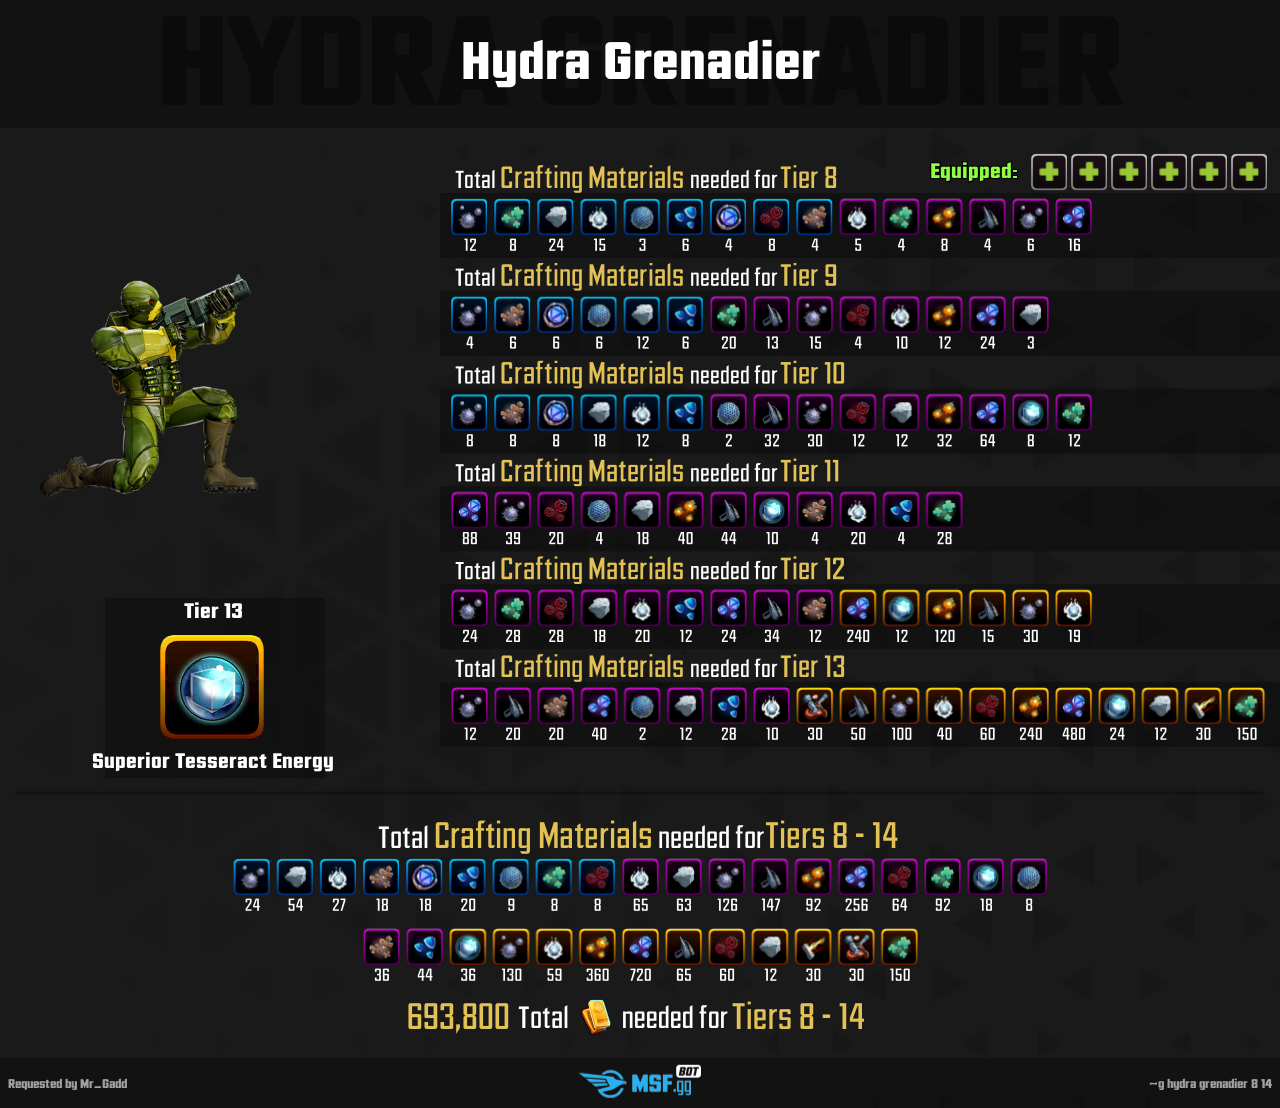 HYDRA GRENADIER
Hydra Grenadier
Equipped:
Total Crafting Materials needed for Tier 8
12 8 24 15 3 6 4 8 4 5 4 8 4 6 16
Total Crafting Materials needed for Tier 9
4 6 6 6 12 6 20 13 15 4 10 12 24 3
Total Crafting Materials needed for Tier 10
8 8 8 18 12 8 2 32 30 12 12 32 64 8 12
Total Crafting Materials needed for Tier 11
88 39 20 4 18 40 44 10 4 20 4 28
Total Crafting Materials needed for Tier 12
24 28 28 18 20 12 24 34 12 240 12 120 15 30 19
Total Crafting Materials needed for Tier 13
12 20 20 40 2 12 28 10 30 50 100 40 60 240 480 24 12 30 150
Tier 13
Superior Tesseract Energy
Total Crafting Materials needed for Tiers 8 - 14
24 54 27 18 18 20 9 8 8 65 63 126 147 92 256 64 92 18 8
36 44 36 130 59 360 720 65 60 12 30 30 150
693,800 Total needed for Tiers 8 - 14
Requested by Mr_Gadd
MSF.gg BOT
~g hydra grenadier 8 14